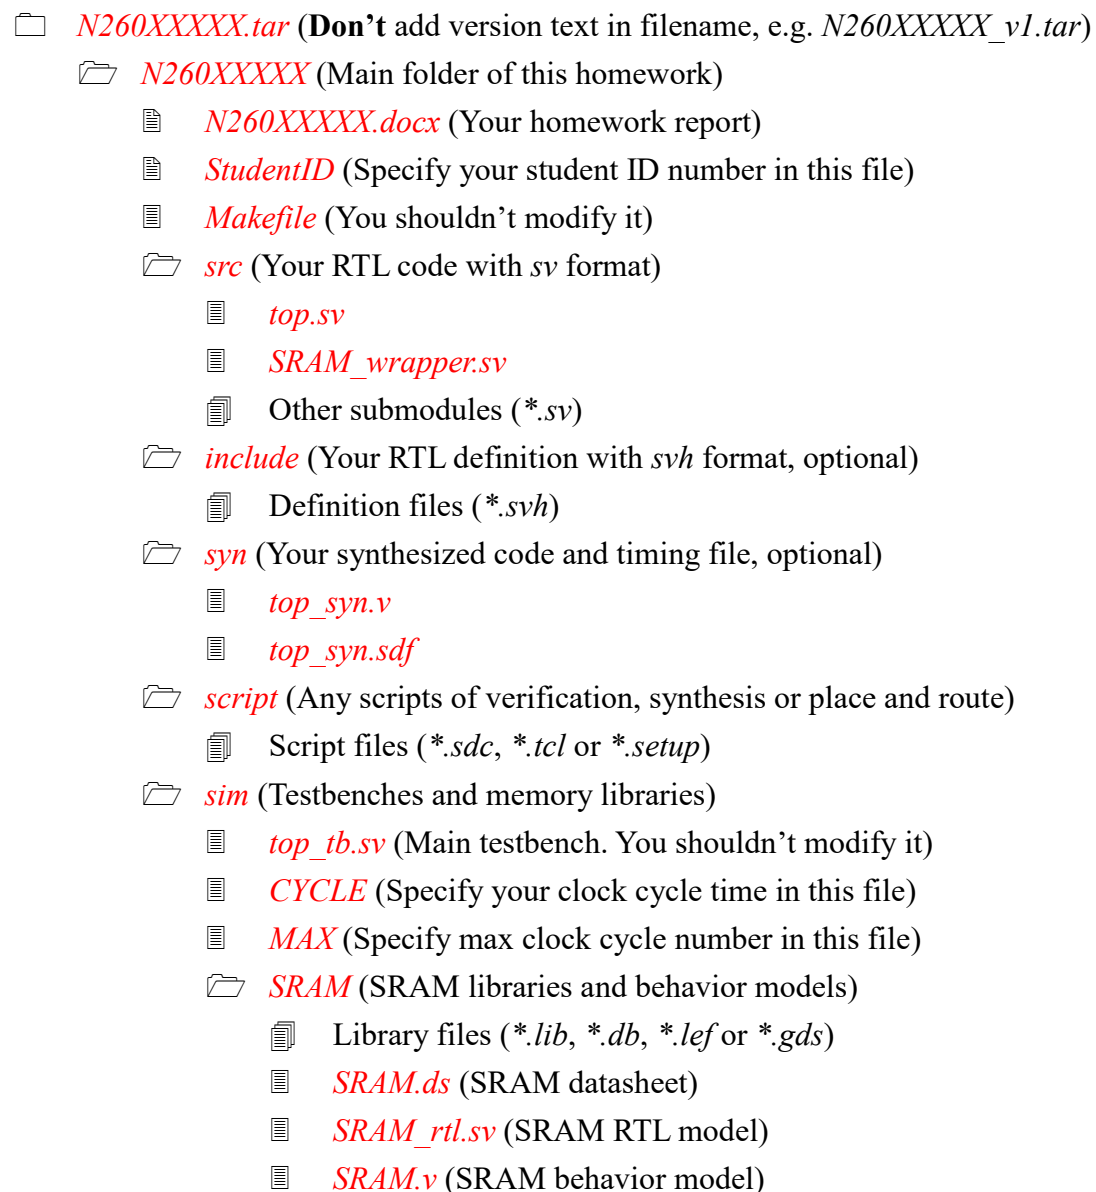 N260XXXXX.tar (Don’t add version text in filename, e.g. N260XXXXX_v1.tar)
N260XXXXX (Main folder of this homework)
N260XXXXX.docx (Your homework report)
StudentID (Specify your student ID number in this file)
Makefile (You shouldn’t modify it)
src (Your RTL code with sv format)
top.sv
SRAM_wrapper.sv
Other submodules (*.sv)
include (Your RTL definition with svh format, optional)
Definition files (*.svh)
syn (Your synthesized code and timing file, optional)
top_syn.v
top_syn.sdf
script (Any scripts of verification, synthesis or place and route)
Script files (*.sdc, *.tcl or *.setup)
sim (Testbenches and memory libraries)
top_tb.sv (Main testbench. You shouldn’t modify it)
CYCLE (Specify your clock cycle time in this file)
MAX (Specify max clock cycle number in this file)
SRAM (SRAM libraries and behavior models)
Library files (*.lib, *.db, *.lef or *.gds)
SRAM.ds (SRAM datasheet)
SRAM_rtl.sv (SRAM RTL model)
SRAM.v (SRAM behavior model)